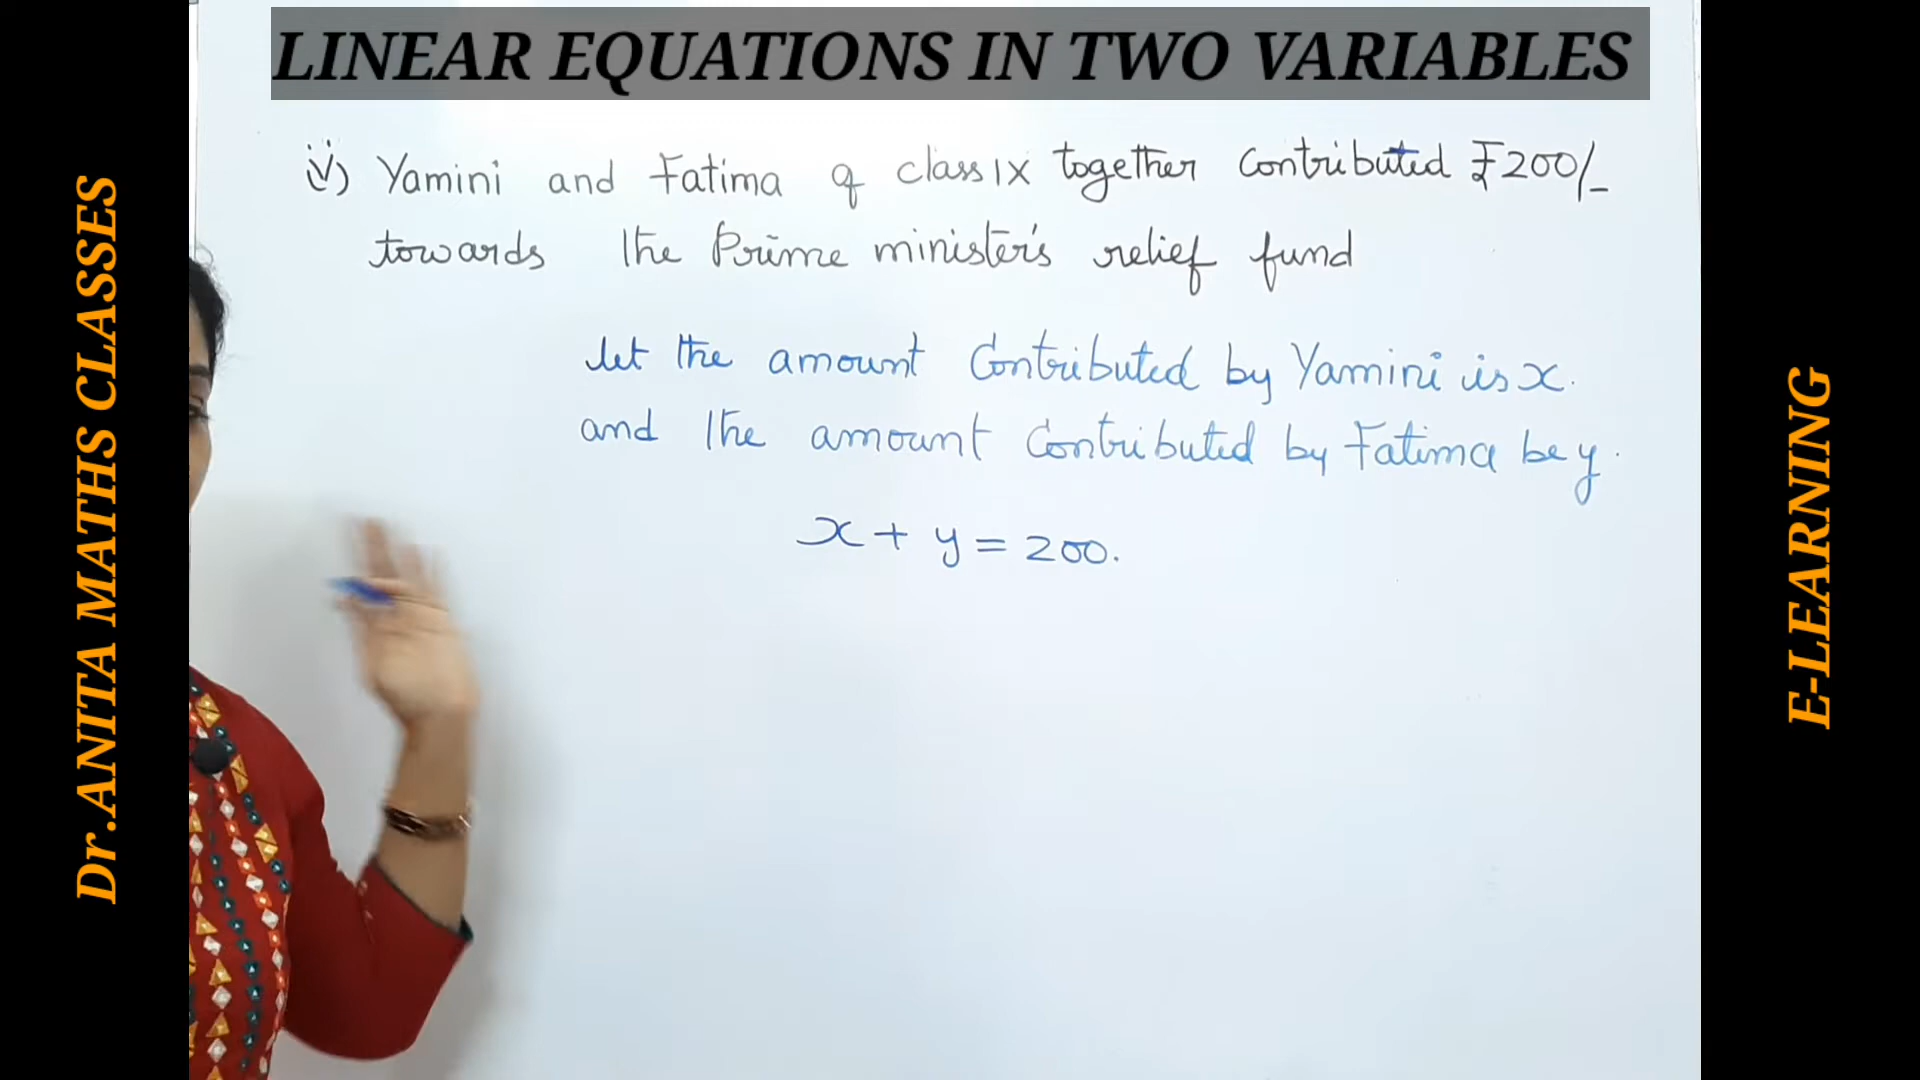 LINEAR EQUATIONS IN TWO VARIABLES
Dr.ANITA MATHS CLASSES
iv) Yamini and Fatima of class IX together Contributed ₹200/-
towards the Prime minister's relief fund
let the amount Contributed by Yamini is x.
and the amount Contributed by Fatima be y.
x + y = 200.
E-LEARNING